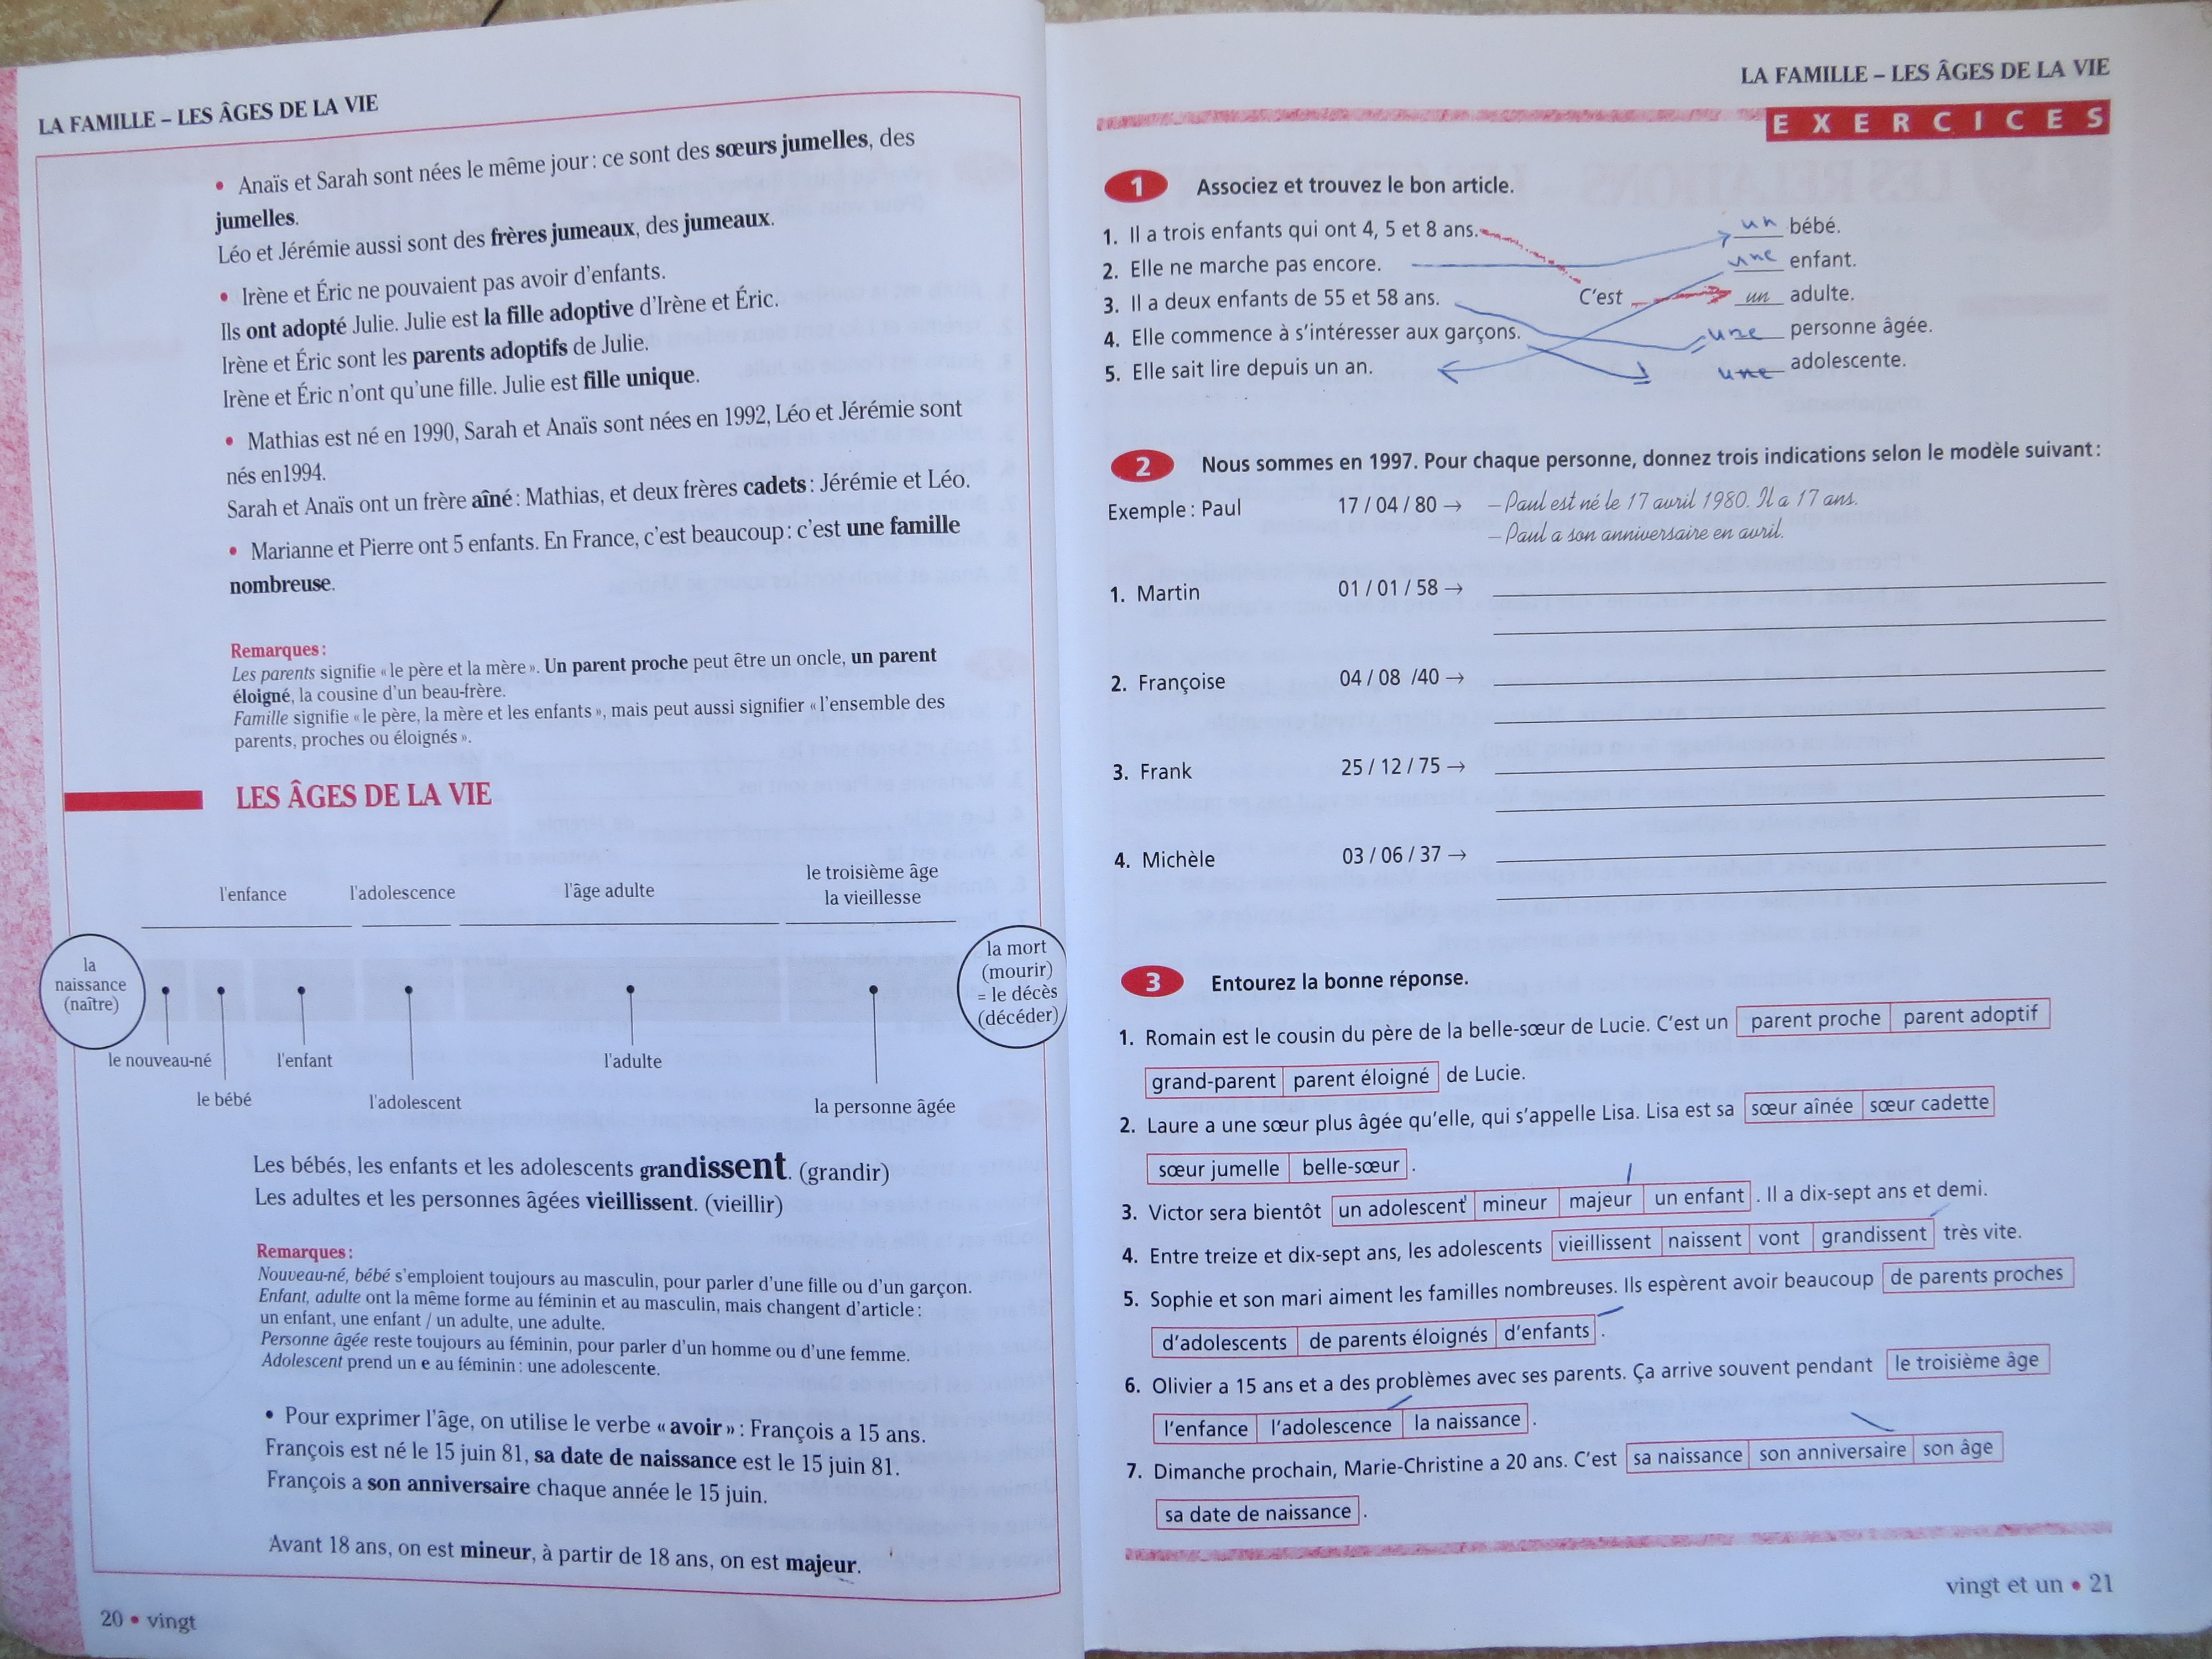 LA FAMILLE – LES ÂGES DE LA VIE
• Anaïs et Sarah sont nées le même jour : ce sont des sœurs jumelles, des
jumelles.
Léo et Jérémie aussi sont des frères jumeaux, des jumeaux.
• Irène et Éric ne pouvaient pas avoir d'enfants.
Ils ont adopté Julie. Julie est la fille adoptive d'Irène et Éric.
Irène et Éric sont les parents adoptifs de Julie.
Irène et Éric n'ont qu'une fille. Julie est fille unique.
• Mathias est né en 1990, Sarah et Anaïs sont nées en 1992, Léo et Jérémie sont
nés en1994.
Sarah et Anaïs ont un frère aîné : Mathias, et deux frères cadets : Jérémie et Léo.
• Marianne et Pierre ont 5 enfants. En France, c'est beaucoup : c'est une famille
nombreuse.
Remarques :
Les parents signifie « le père et la mère ». Un parent proche peut être un oncle, un parent
éloigné, la cousine d'un beau-frère.
Famille signifie « le père, la mère et les enfants », mais peut aussi signifier « l'ensemble des
parents, proches ou éloignés ».
LES ÂGES DE LA VIE
l'enfance l'adolescence l'âge adulte le troisième âge
la vieillesse
la
naissance
(naître)
la mort
(mourir)
= le décès
(décéder)
le nouveau-né l'enfant l'adulte
le bébé l'adolescent la personne âgée
Les bébés, les enfants et les adolescents grandissent. (grandir)
Les adultes et les personnes âgées vieillissent. (vieillir)
Remarques :
Nouveau-né, bébé s'emploient toujours au masculin, pour parler d'une fille ou d'un garçon.
Enfant, adulte ont la même forme au féminin et au masculin, mais changent d'article :
un enfant, une enfant / un adulte, une adulte.
Personne âgée reste toujours au féminin, pour parler d'un homme ou d'une femme.
Adolescent prend un e au féminin : une adolescente.
• Pour exprimer l'âge, on utilise le verbe « avoir » : François a 15 ans.
François est né le 15 juin 81, sa date de naissance est le 15 juin 81.
François a son anniversaire chaque année le 15 juin.
Avant 18 ans, on est mineur, à partir de 18 ans, on est majeur.
20 • vingt
LA FAMILLE – LES ÂGES DE LA VIE
EXERCICES
1 Associez et trouvez le bon article.
1. Il a trois enfants qui ont 4, 5 et 8 ans. un bébé.
2. Elle ne marche pas encore. une enfant.
3. Il a deux enfants de 55 et 58 ans. C'est un adulte.
4. Elle commence à s'intéresser aux garçons. une personne âgée.
5. Elle sait lire depuis un an. une adolescente.
2 Nous sommes en 1997. Pour chaque personne, donnez trois indications selon le modèle suivant :
Exemple : Paul 17 / 04 / 80 → – Paul est né le 17 avril 1980. Il a 17 ans.
– Paul a son anniversaire en avril.
1. Martin 01 / 01 / 58 →
2. Françoise 04 / 08 /40 →
3. Frank 25 / 12 / 75 →
4. Michèle 03 / 06 / 37 →
3 Entourez la bonne réponse.
1. Romain est le cousin du père de la belle-sœur de Lucie. C'est un parent proche parent adoptif
grand-parent parent éloigné de Lucie.
2. Laure a une sœur plus âgée qu'elle, qui s'appelle Lisa. Lisa est sa sœur aînée sœur cadette
sœur jumelle belle-sœur .
3. Victor sera bientôt un adolescent mineur majeur un enfant . Il a dix-sept ans et demi.
4. Entre treize et dix-sept ans, les adolescents vieillissent naissent vont grandissent très vite.
5. Sophie et son mari aiment les familles nombreuses. Ils espèrent avoir beaucoup de parents proches
d'adolescents de parents éloignés d'enfants .
6. Olivier a 15 ans et a des problèmes avec ses parents. Ça arrive souvent pendant le troisième âge
l'enfance l'adolescence la naissance .
7. Dimanche prochain, Marie-Christine a 20 ans. C'est sa naissance son anniversaire son âge
sa date de naissance .
vingt et un • 21